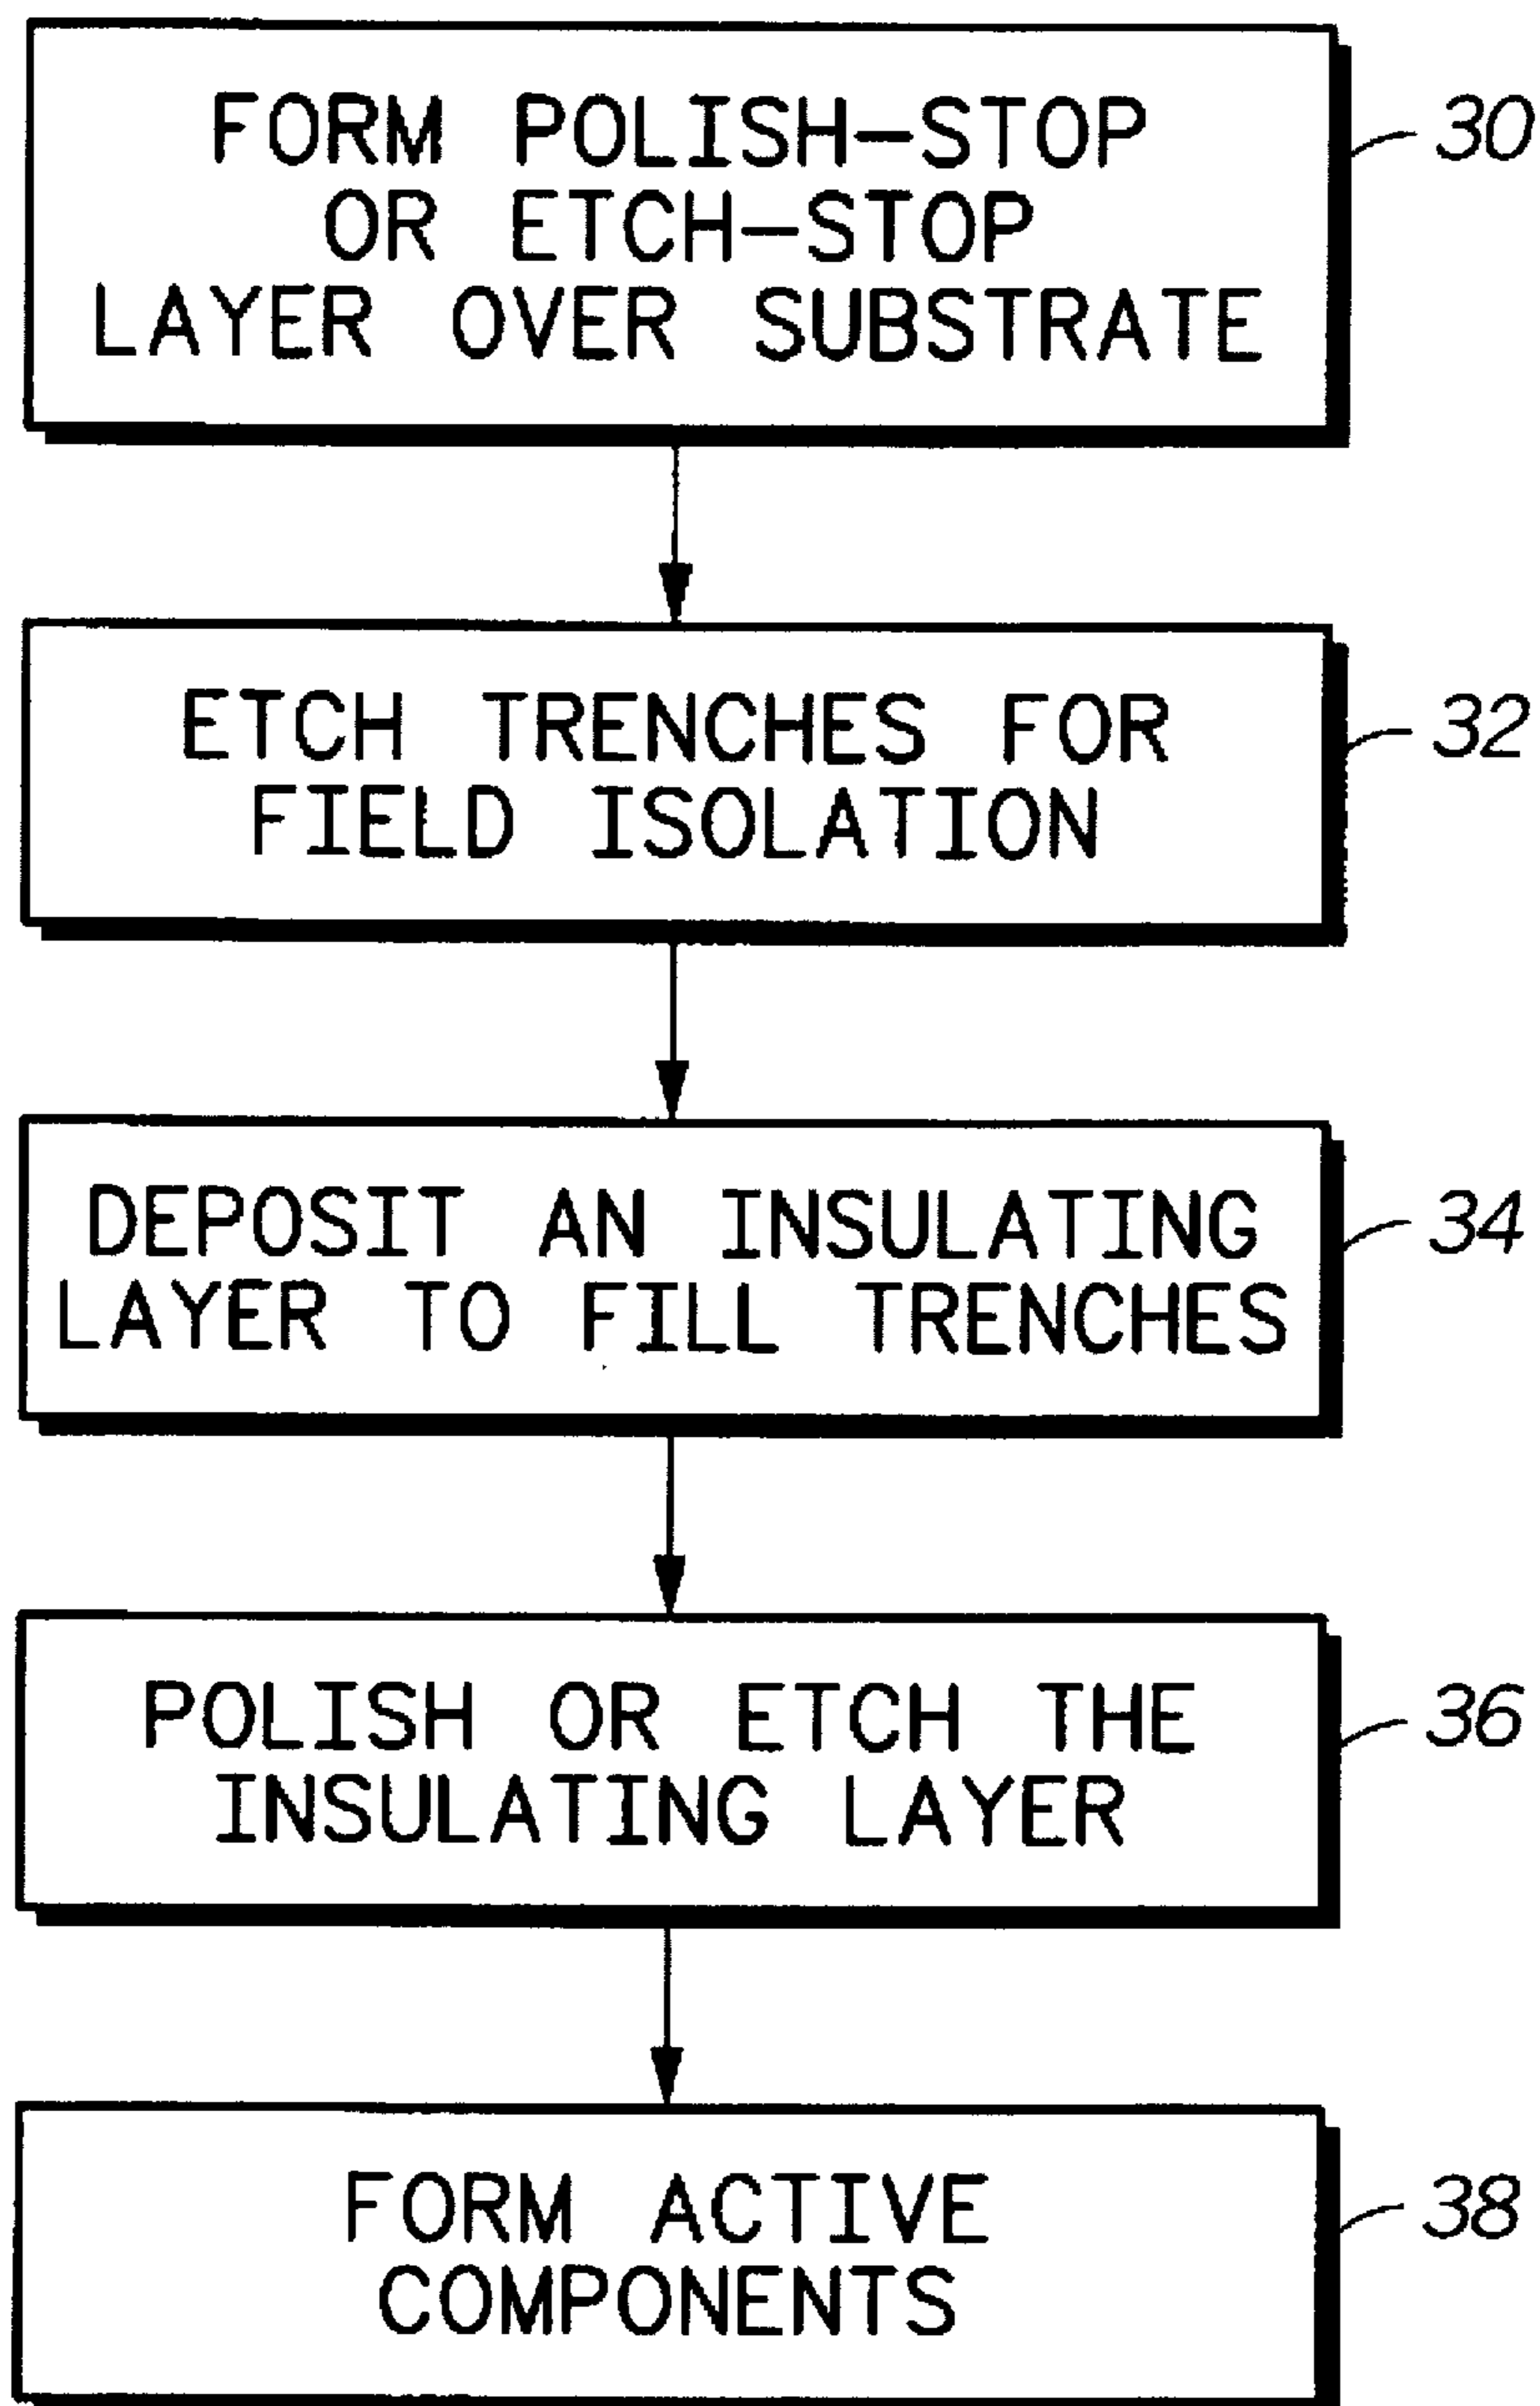 FORM POLISH-STOP
OR ETCH-STOP
LAYER OVER SUBSTRATE
30
ETCH TRENCHES FOR
FIELD ISOLATION
32
DEPOSIT AN INSULATING
LAYER TO FILL TRENCHES
34
POLISH OR ETCH THE
INSULATING LAYER
36
FORM ACTIVE
COMPONENTS
38